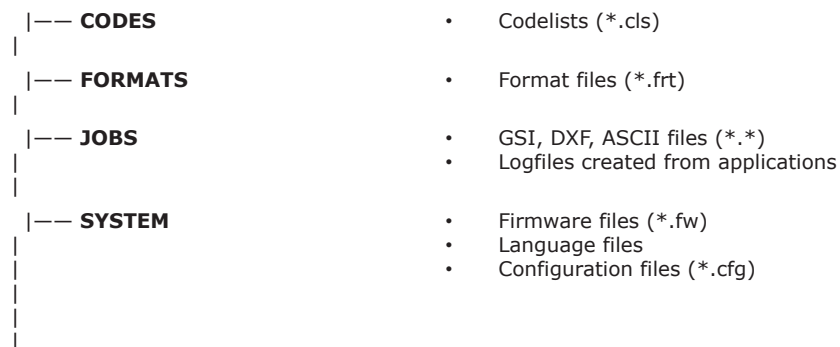 |—— CODES • Codelists (*.cls)
|
|—— FORMATS • Format files (*.frt)
|
|—— JOBS • GSI, DXF, ASCII files (*.*)
| • Logfiles created from applications
|
|—— SYSTEM • Firmware files (*.fw)
| • Language files
| • Configuration files (*.cfg)
|
|
|